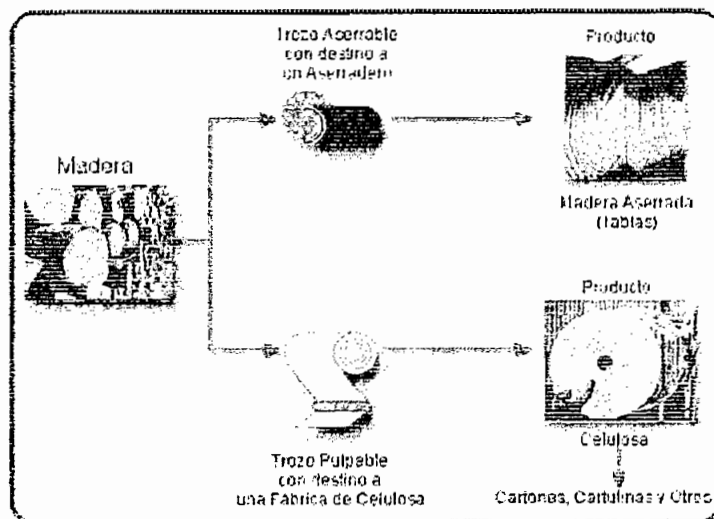 Trozo Aserrable
con destino a
un Aserradero
Producto
Madera
Madera Aserrada
(Tablas)
Producto
Celulosa
Trozo Pulpable
con destino a
una Fábrica de Celulosa
Cartones, Cartulinas y Otros